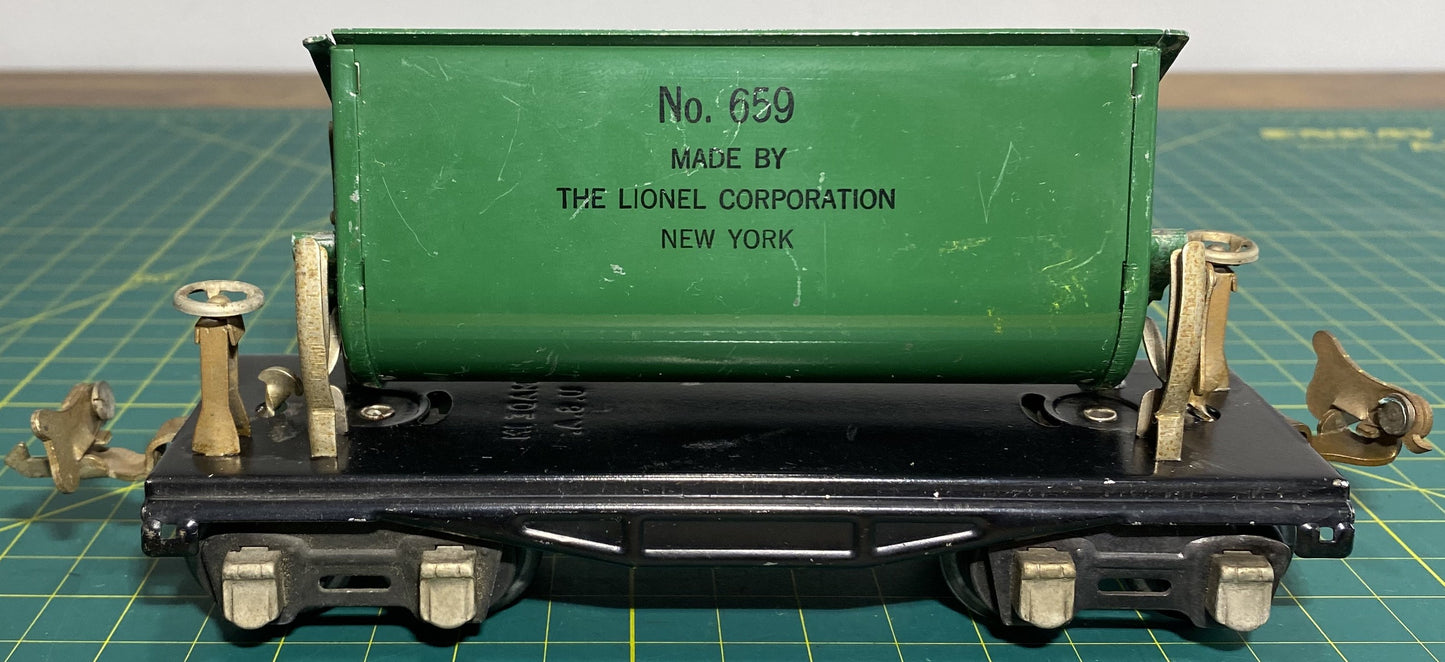 No. 659
MADE BY
THE LIONEL CORPORATION
NEW YORK